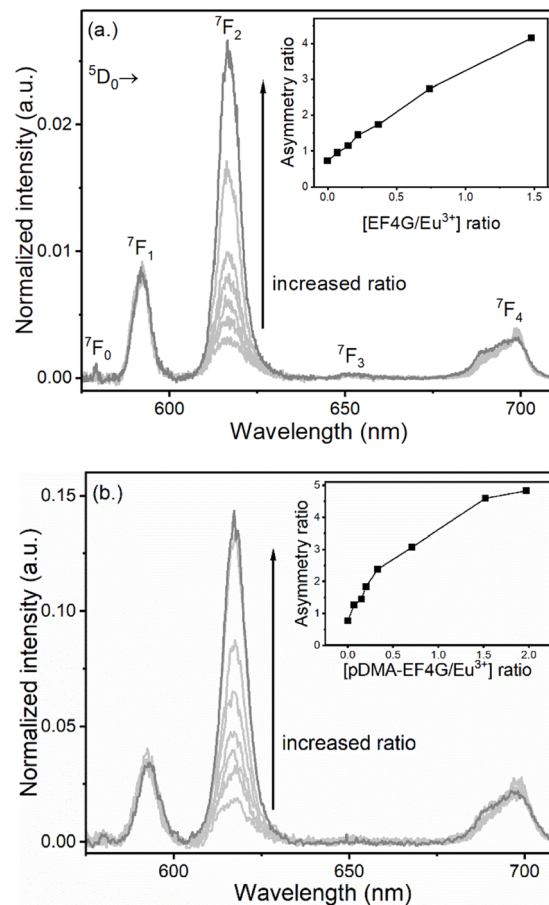 (a.)
⁵D₀→
⁷F₀
⁷F₁
⁷F₂
⁷F₃
⁷F₄
increased ratio
Normalized intensity (a.u.)
0.00
0.01
0.02
600
650
700
Wavelength (nm)
Asymmetry ratio
0
1
2
3
4
0.0
0.5
1.0
1.5
[EF4G/Eu³⁺] ratio
(b.)
increased ratio
Normalized intensity (a.u.)
0.00
0.05
0.10
0.15
600
650
700
Wavelength (nm)
Asymmetry ratio
0
1
2
3
4
5
0.0
0.5
1.0
1.5
2.0
[pDMA-EF4G/Eu³⁺] ratio